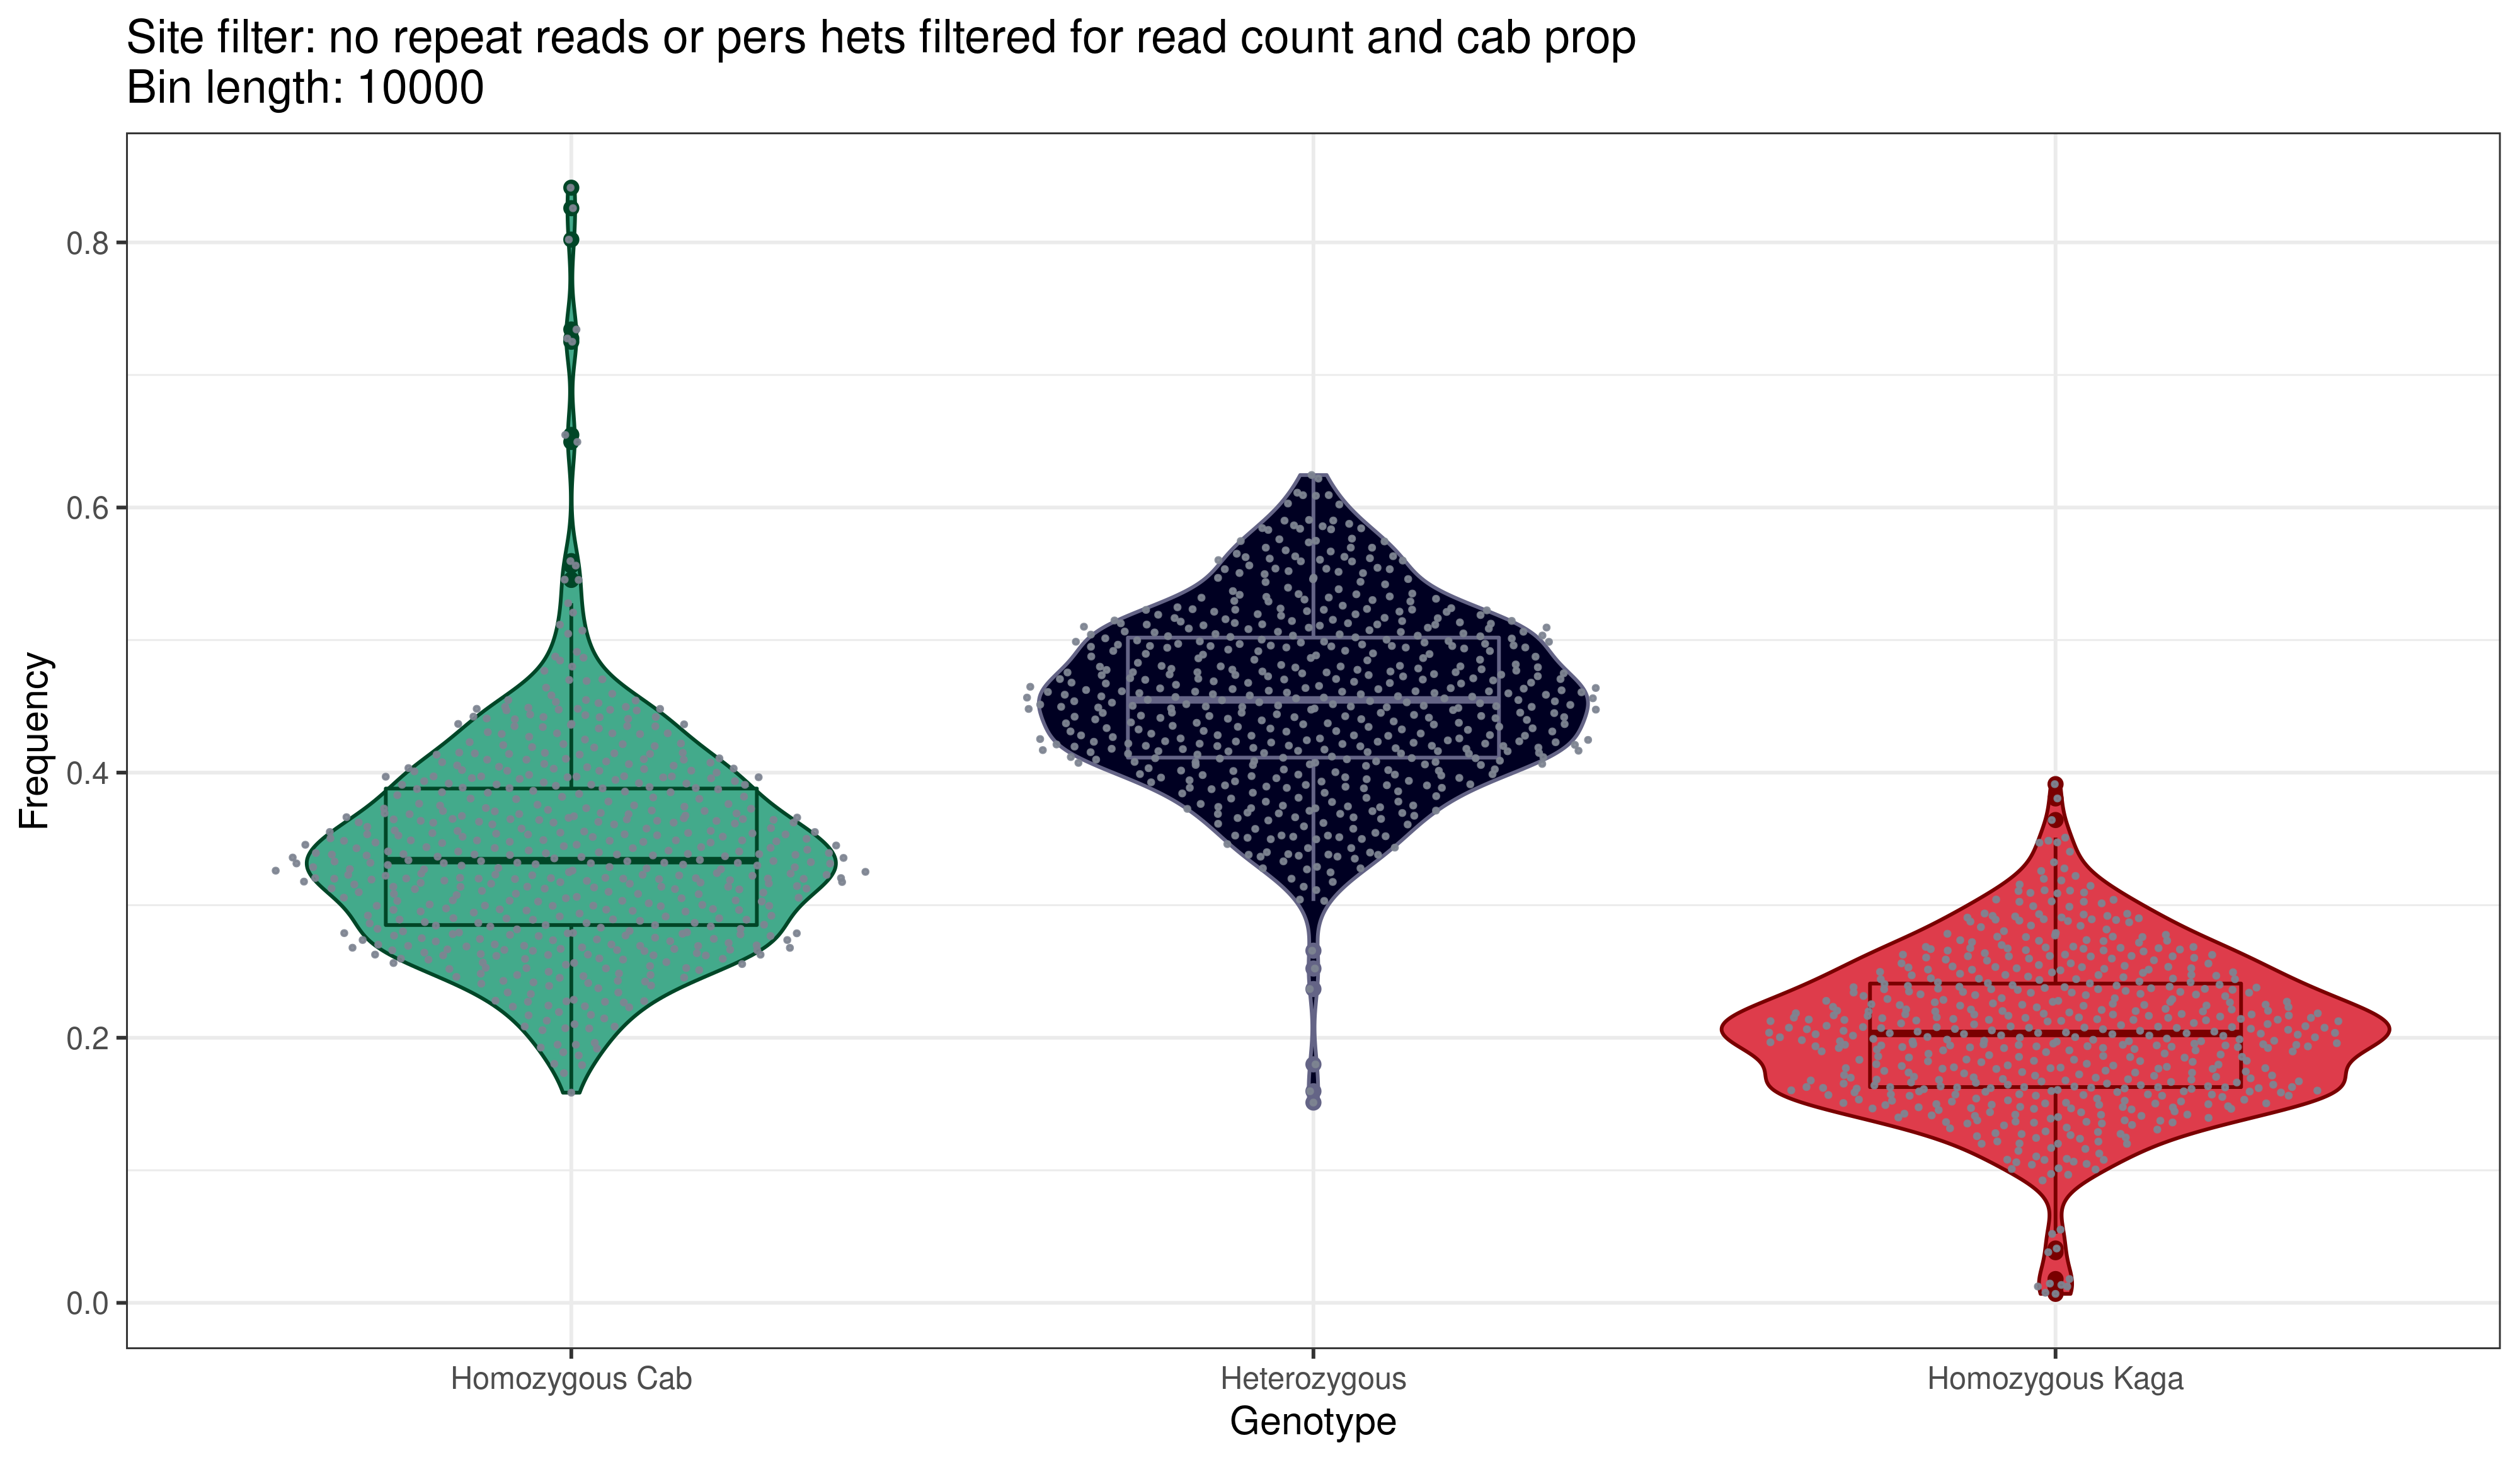 Site filter: no repeat reads or pers hets filtered for read count and cab prop
Bin length: 10000
Frequency
0.8
0.6
0.4
0.2
0.0
Homozygous Cab
Heterozygous
Homozygous Kaga
Genotype